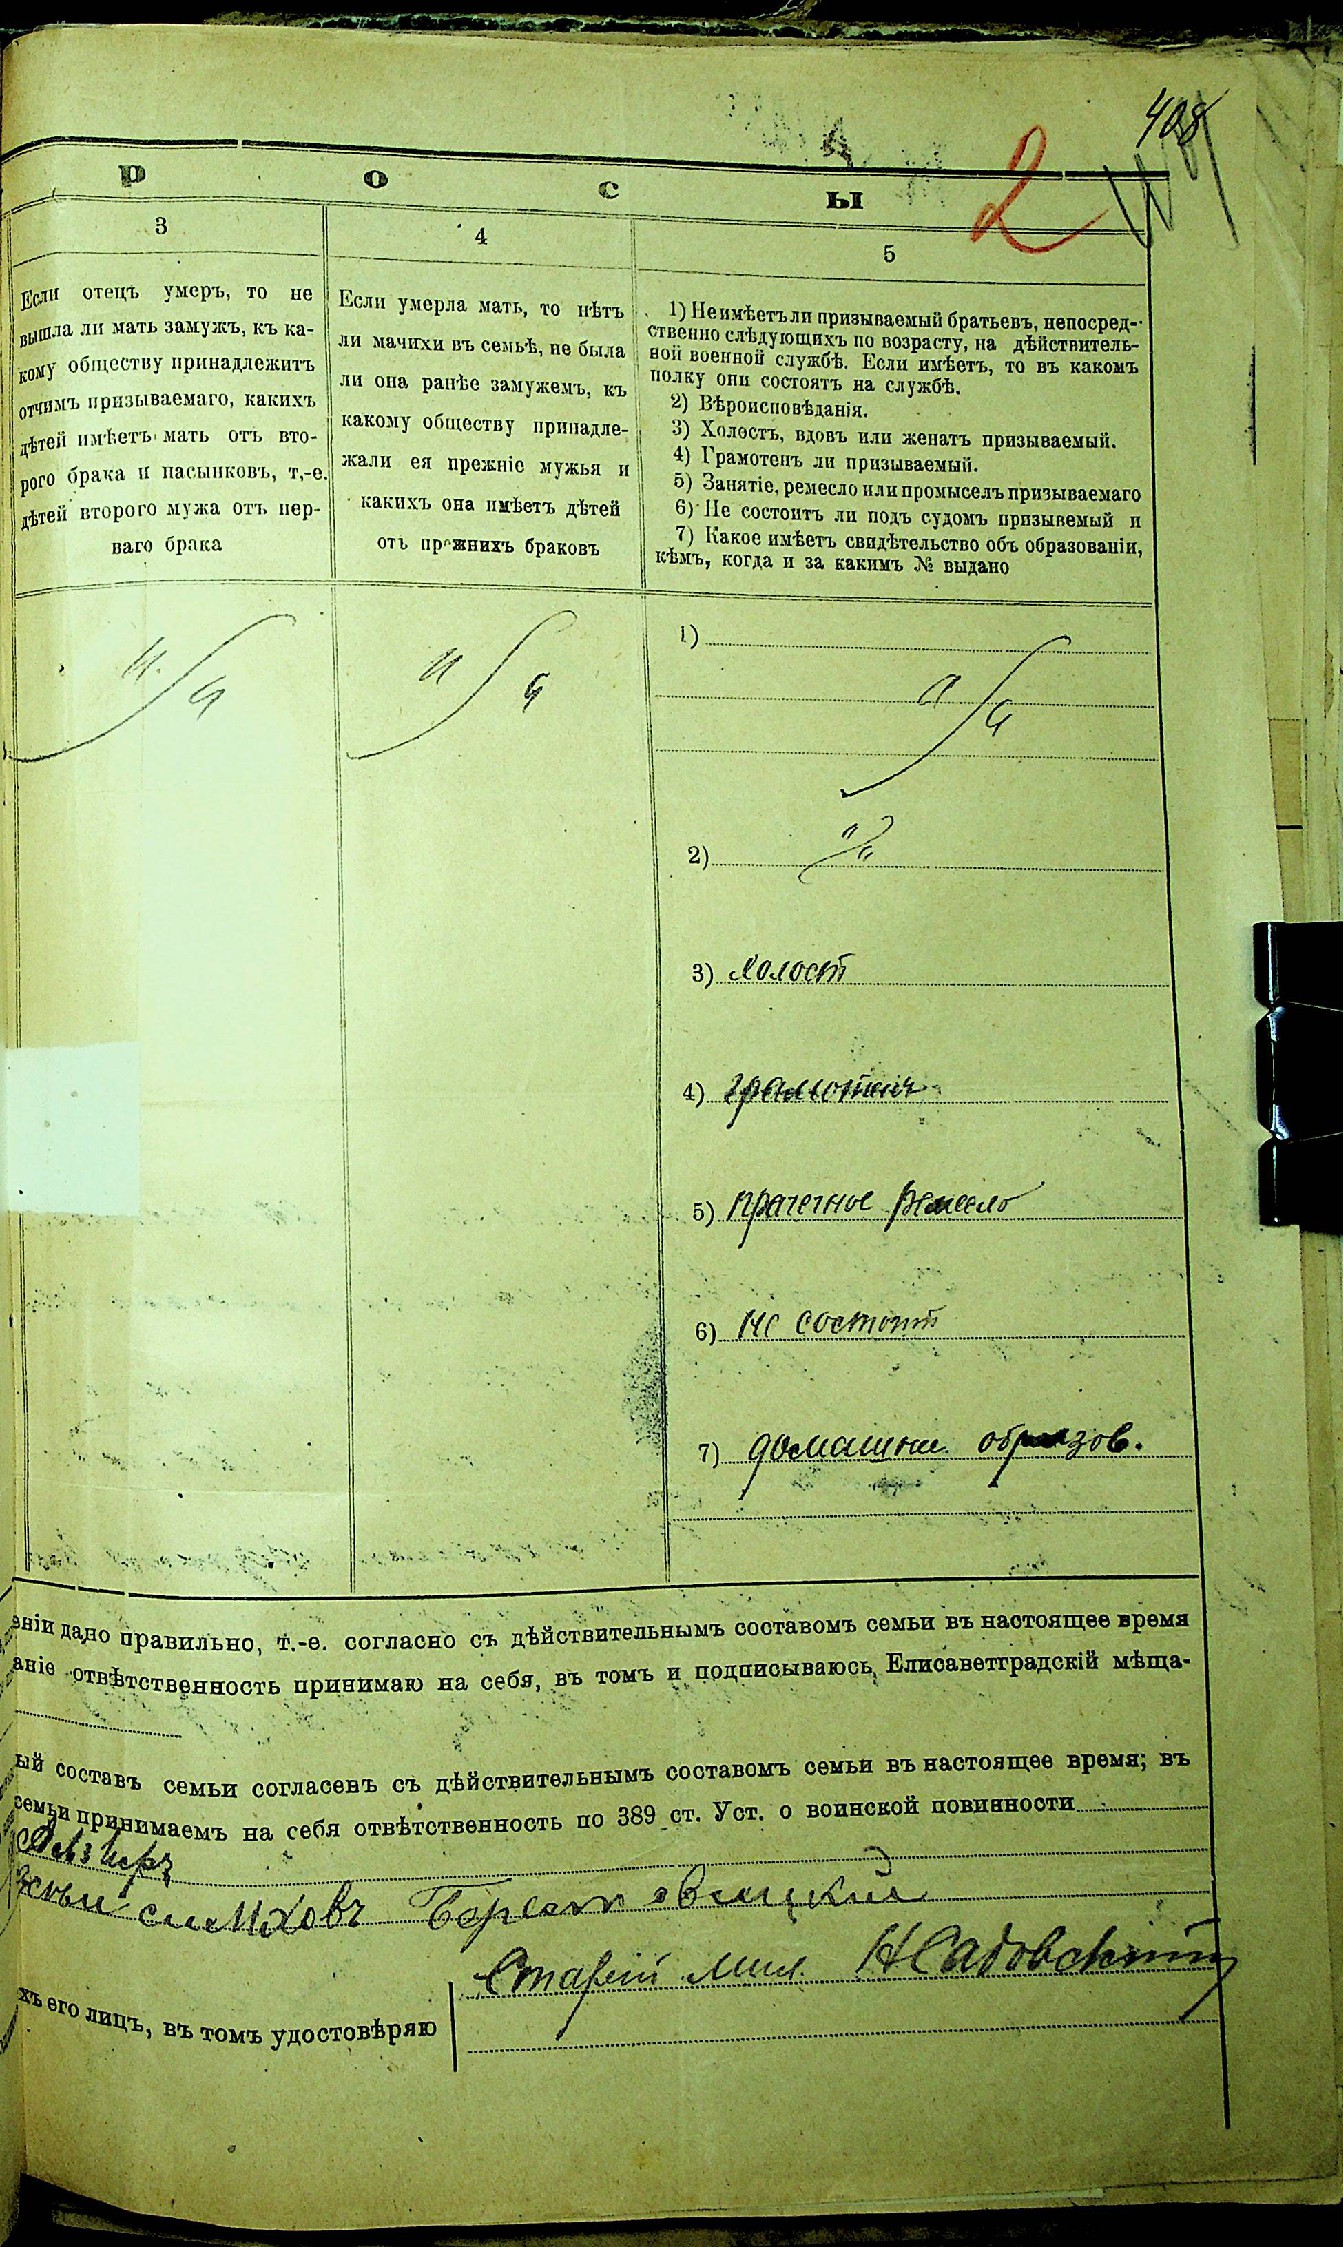 408
2
Р О С Ы
3
Если отецъ умеръ, то не
вышла ли мать замужъ, къ ка-
кому обществу принадлежитъ
отчимъ призываемаго, какихъ
дѣтей имѣетъ мать отъ вто-
рого брака и пасынковъ, т.-е.
дѣтей второго мужа отъ пер-
ваго брака
4
Если умерла мать, то нѣтъ
ли мачихи въ семьѣ, не была
ли она ранѣе замужемъ, къ
какому обществу принадле-
жали ея прежніе мужья и
какихъ она имѣетъ дѣтей
отъ прежнихъ браковъ
5
1) Не имѣетъ ли призываемый братьевъ, непосред-
ственно слѣдующихъ по возрасту, на дѣйствитель-
ной военной службѣ. Если имѣетъ, то въ какомъ
полку они состоятъ на службѣ.
2) Вѣроисповѣданія.
3) Холостъ, вдовъ или женатъ призываемый.
4) Грамотенъ ли призываемый.
5) Занятіе, ремесло или промыселъ призываемаго
6) Не состоитъ ли подъ судомъ призывемый и
7) Какое имѣетъ свидѣтельство объ образованіи,
кѣмъ, когда и за какимъ № выдано
1)
2)
3) холост
4) грамотенъ
5) прачечное ремесло
6) не состоит
7) домашнее образов.
еніи дано правильно, т.-е. согласно съ дѣйствительнымъ составомъ семьи въ настоящее время
аніе отвѣтственность принимаю на себя, въ томъ и подписываюсь, Елисаветградскій мѣща-
ый составъ семьи согласенъ съ дѣйствительнымъ составомъ семьи въ настоящее время; въ
семьи принимаемъ на себя отвѣтственность по 389 ст. Уст. о воинской повинности
Симховъ
Н Садовский
хъ его лицъ, въ томъ удостовѣряю